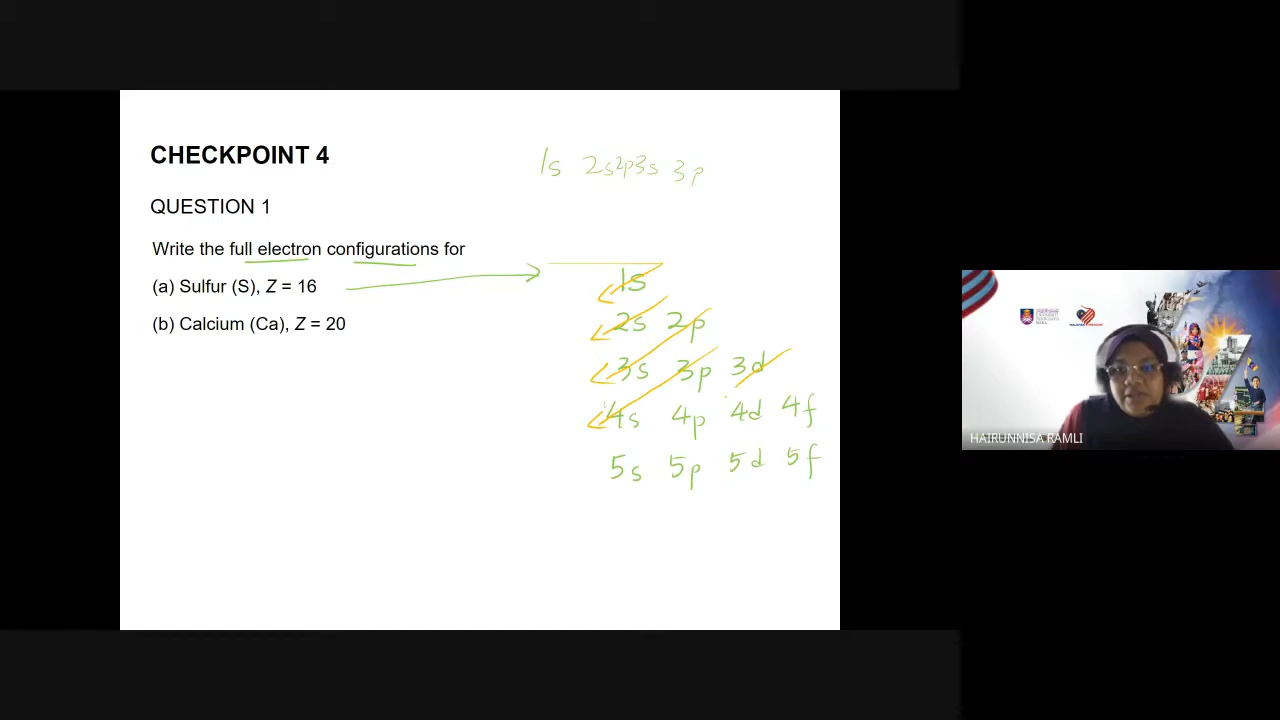 CHECKPOINT 4
1s 2s2p3s 3p
QUESTION 1
Write the full electron configurations for
(a) Sulfur (S), Z = 16
(b) Calcium (Ca), Z = 20
1s
2s 2p
3s 3p 3d
4s 4p 4d 4f
5s 5p 5d 5f
HAIRUNNISA RAMLI